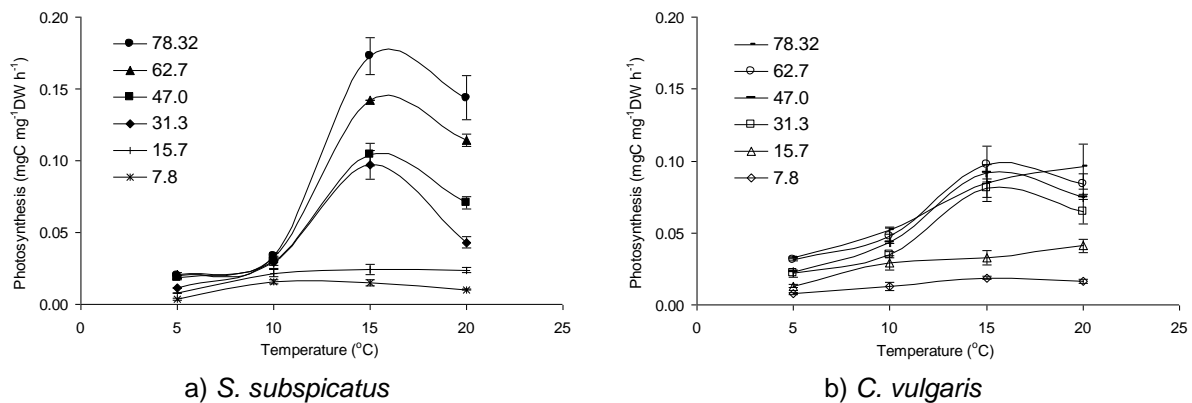 0.20
0.15
0.10
0.05
0.00
Photosynthesis (mgC mg-1DW h-1)
78.32
62.7
47.0
31.3
15.7
7.8
0 5 10 15 20 25
Temperature (oC)
a) S. subspicatus
0.20
0.15
0.10
0.05
0.00
Photosynthesis (mgC mg-1DW h-1)
78.32
62.7
47.0
31.3
15.7
7.8
0 5 10 15 20 25
Temperature (oC)
b) C. vulgaris